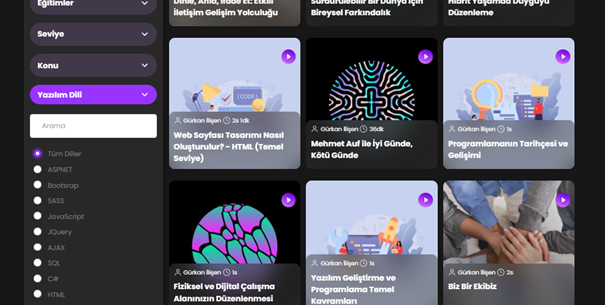 Eğitimler
Seviye
Konu
Yazılım Dili
Arama
Tüm Diller
ASP.NET
Bootsrap
SASS
JavaScript
JQuery
AJAX
SQL
C#
HTML
Dinle, Anla, İfade Et: Etkili
İletişim Gelişim Yolculuğu
Sürdürülebilir Bir Dünya İçin
Bireysel Farkındalık
Hibrit Yaşamda Duyguyu
Düzenleme
Gürkan İlişen 2s 1dk
Web Sayfası Tasarımı Nasıl
Oluşturulur? - HTML (Temel
Seviye)
Gürkan İlişen 36dk
Mehmet Auf ile İyi Günde,
Kötü Günde
Gürkan İlişen 1s
Programlamanın Tarihçesi ve
Gelişimi
Gürkan İlişen 1s
Fiziksel ve Dijital Çalışma
Alanınızın Düzenlenmesi
Gürkan İlişen 1s
Yazılım Geliştirme ve
Programlama Temel
Kavramları
Gürkan İlişen 2s
Biz Bir Ekibiz